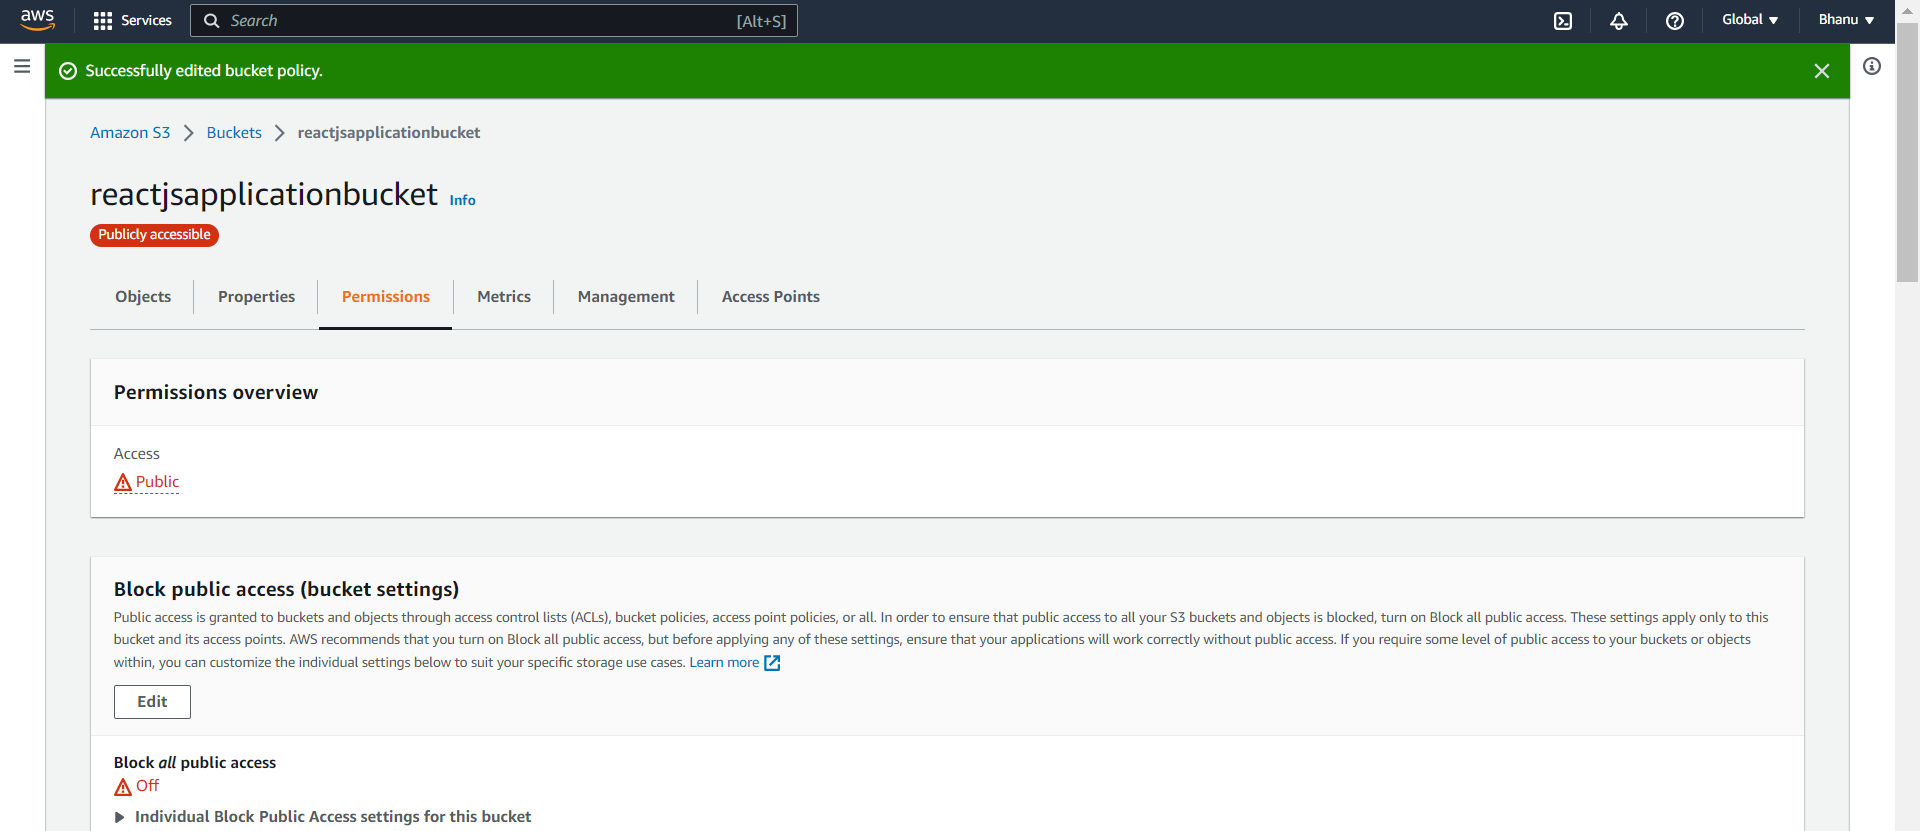 aws
Services
Search
[Alt+S]
Global
Bhanu
Successfully edited bucket policy.
Amazon S3
Buckets
reactjsapplicationbucket
reactjsapplicationbucket Info
Publicly accessible
Objects
Properties
Permissions
Metrics
Management
Access Points
Permissions overview
Access
Public
Block public access (bucket settings)
Public access is granted to buckets and objects through access control lists (ACLs), bucket policies, access point policies, or all. In order to ensure that public access to all your S3 buckets and objects is blocked, turn on Block all public access. These settings apply only to this
bucket and its access points. AWS recommends that you turn on Block all public access, but before applying any of these settings, ensure that your applications will work correctly without public access. If you require some level of public access to your buckets or objects
within, you can customize the individual settings below to suit your specific storage use cases. Learn more
Edit
Block all public access
Off
Individual Block Public Access settings for this bucket